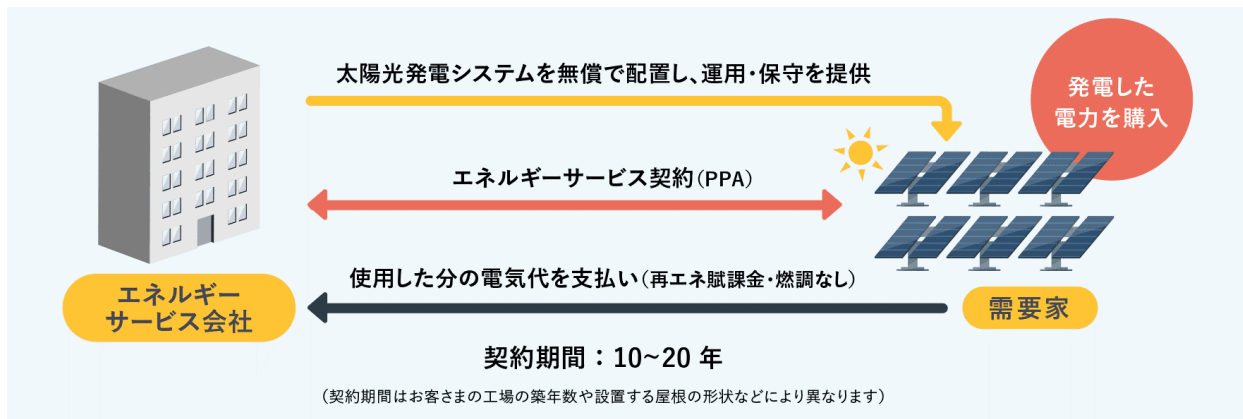 太陽光発電システムを無償で配置し、運用・保守を提供
発電した
電力を購入
エネルギーサービス契約(PPA)
使用した分の電気代を支払い(再エネ賦課金・燃調なし)
エネルギー
サービス会社
需要家
契約期間：10~20 年
(契約期間はお客さまの工場の築年数や設置する屋根の形状などにより異なります)